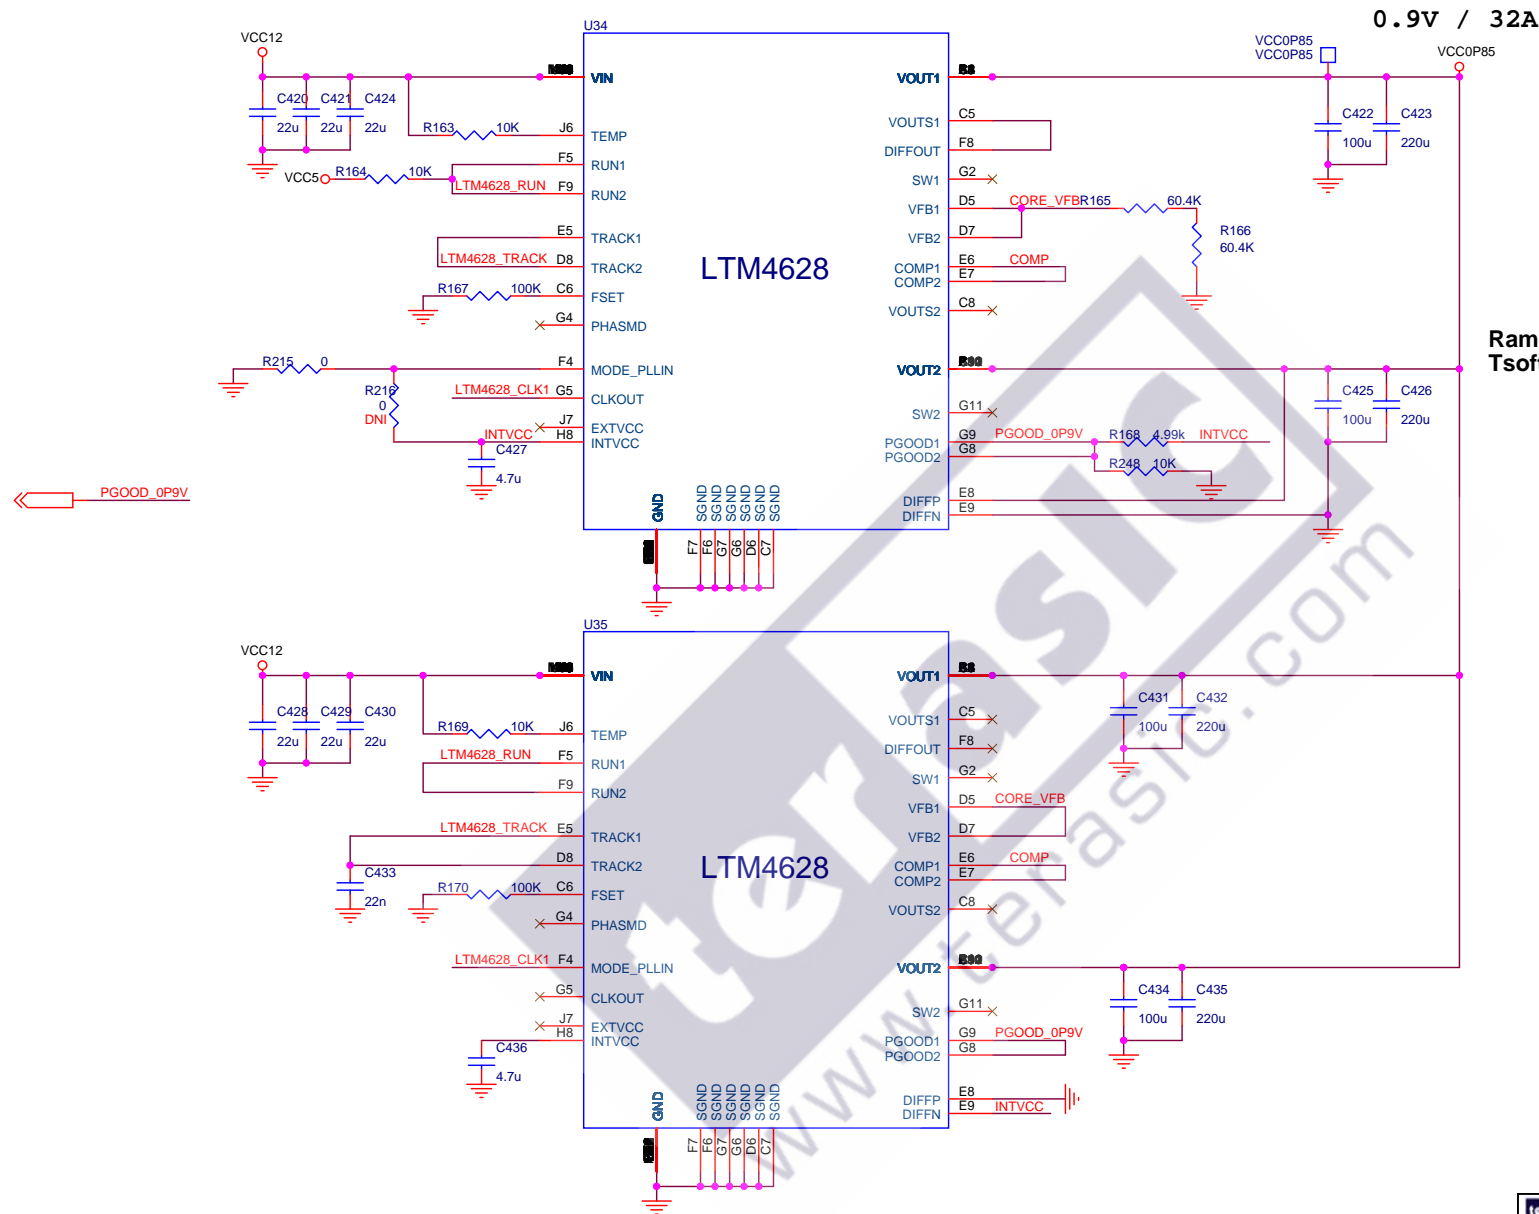 0.9V / 32A
U34
VCC12
VCC0P85
VCC0P85
VCC0P85
VIN
VOUT1
C420
C421
C424
22u
22u
22u
C422
C423
100u
220u
R163
10K
J6
TEMP
C5
VOUTS1
F8
DIFFOUT
F5
RUN1
VCC5
R164
10K
LTM4628_RUN
F9
RUN2
G2
SW1
D5
VFB1
CORE_VFB
R165
60.4K
R166
60.4K
E5
TRACK1
D7
VFB2
LTM4628_TRACK
D8
TRACK2
LTM4628
E6
COMP
COMP1
E7
COMP2
R167
100K
C6
FSET
C8
VOUTS2
G4
PHASMD
Ram
Tsof
R215
0
F4
MODE_PLLIN
VOUT2
R216
0
DNI
LTM4628_CLK1
G5
CLKOUT
C425
C426
100u
220u
G11
SW2
J7
EXTVCC
INTVCC
H8
INTVCC
C427
4.7u
G9
PGOOD_0P9V
R168
4.99k
INTVCC
PGOOD1
G8
PGOOD2
R248
10K
PGOOD_0P9V
E8
DIFFP
E9
DIFFN
GND
SGND
SGND
SGND
SGND
SGND
SGND
F7
F6
G7
G6
D6
C7
U35
VCC12
VIN
VOUT1
C428
C429
C430
22u
22u
22u
C431
C432
100u
220u
R169
10K
J6
TEMP
C5
VOUTS1
LTM4628_RUN
F5
RUN1
F8
DIFFOUT
F9
RUN2
G2
SW1
D5
CORE_VFB
VFB1
LTM4628_TRACK
E5
TRACK1
D7
VFB2
D8
TRACK2
LTM4628
E6
COMP
COMP1
E7
COMP2
C433
22n
R170
100K
C6
FSET
C8
VOUTS2
G4
PHASMD
LTM4628_CLK1
F4
MODE_PLLIN
VOUT2
G5
CLKOUT
C434
C435
100u
220u
G11
SW2
J7
EXTVCC
H8
INTVCC
C436
4.7u
G9
PGOOD_0P9V
PGOOD1
G8
PGOOD2
E8
DIFFP
E9
INTVCC
DIFFN
GND
SGND
SGND
SGND
SGND
SGND
SGND
F7
F6
G7
G6
D6
C7
terasic
www.terasic.com